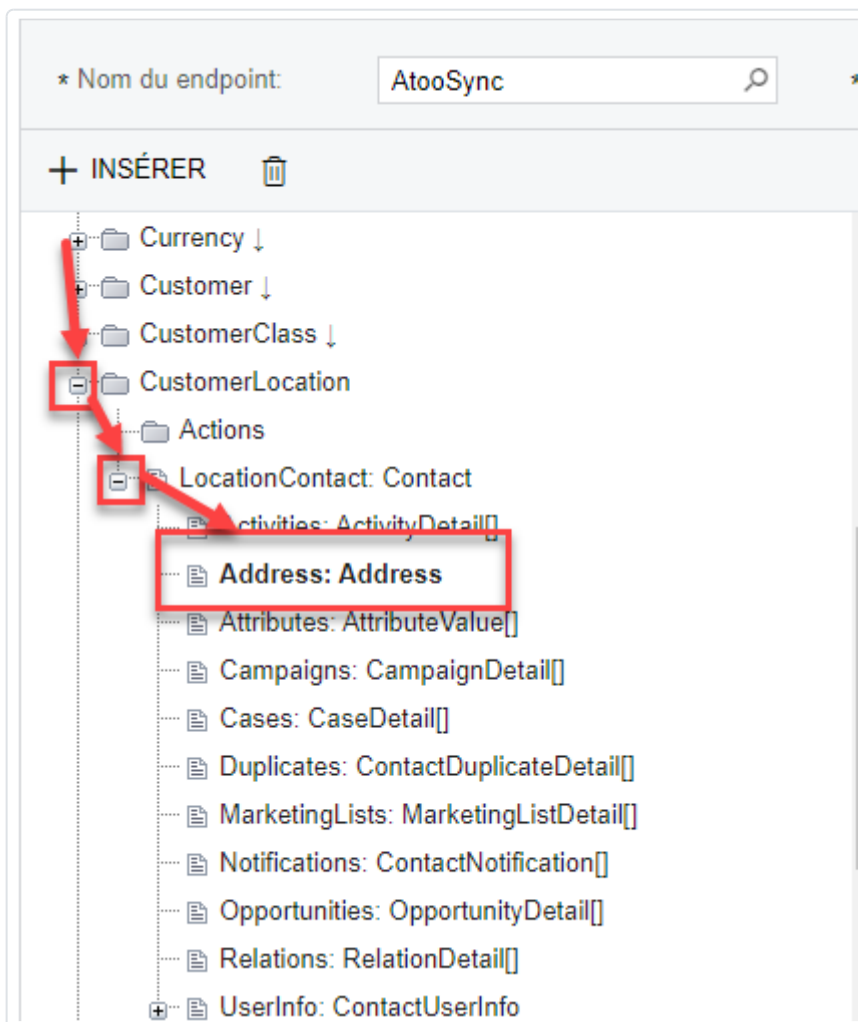 * Nom du endpoint: AtooSync *
+ INSÉRER
Currency ↓
Customer ↓
CustomerClass ↓
CustomerLocation
Actions
LocationContact: Contact
Activities: ActivityDetail[]
Address: Address
Attributes: AttributeValue[]
Campaigns: CampaignDetail[]
Cases: CaseDetail[]
Duplicates: ContactDuplicateDetail[]
MarketingLists: MarketingListDetail[]
Notifications: ContactNotification[]
Opportunities: OpportunityDetail[]
Relations: RelationDetail[]
UserInfo: ContactUserInfo